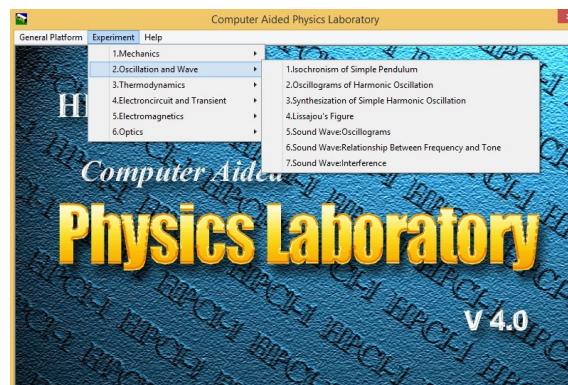 Computer Aided Physics Laboratory
General Platform Experiment Help
1.Mechanics
2.Oscillation and Wave
3.Thermodynamics
4.Electroncircuit and Transient
5.Electromagnetics
6.Optics
1.Isochronism of Simple Pendulum
2.Oscillograms of Harmonic Oscillation
3.Synthesization of Simple Harmonic Oscillation
4.Lissajou's Figure
5.Sound Wave:Oscillograms
6.Sound Wave:Relationship Between Frequency and Tone
7.Sound Wave:Interference
Computer Aided
Physics Laboratory
V 4.0